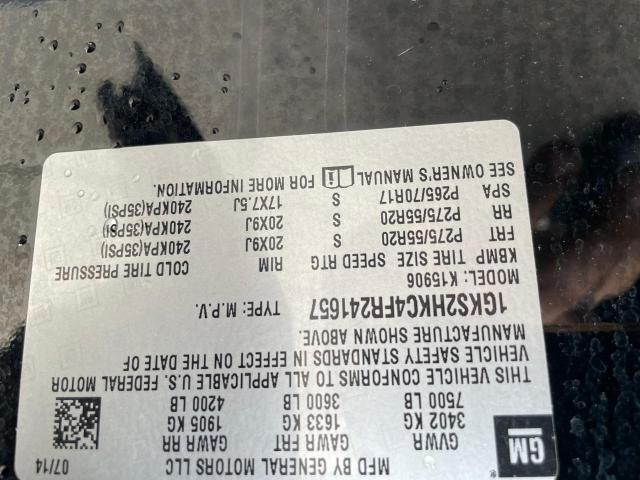 GM
MFD BY GENERAL MOTORS LLC 07/14
GVWR GAWR FRT GAWR RR
3402 KG 1633 KG 1905 KG
7500 LB 3600 LB 4200 LB
THIS VEHICLE CONFORMS TO ALL APPLICABLE U.S. FEDERAL MOTOR
VEHICLE SAFETY STANDARDS IN EFFECT ON THE DATE OF
MANUFACTURE SHOWN ABOVE.
1GKS2HKC4FR241657 TYPE: M.P.V.
MODEL: K15906
KBMP TIRE SIZE SPEED RTG RIM COLD TIRE PRESSURE
FRT P275/55R20 S 20X9J 240KPA(35PSI)
RR P275/55R20 S 20X9J 240KPA(35PSI)
SPA P265/70R17 S 17X7.5J 240KPA(35PSI)
SEE OWNER'S MANUAL FOR MORE INFORMATION.